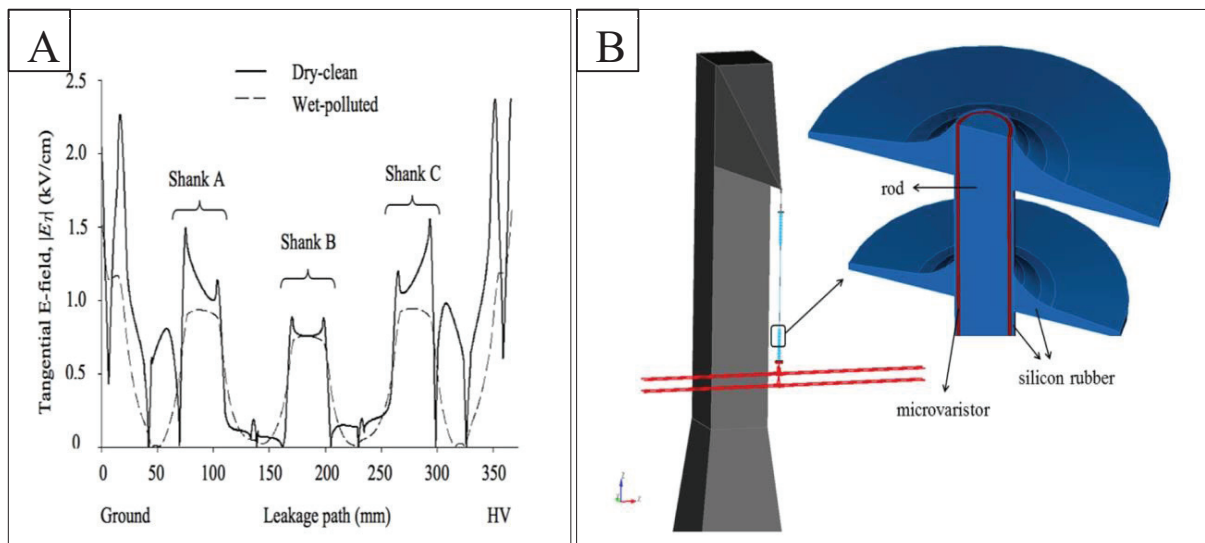 A
Dry-clean
Wet-polluted
Tangential E-field, |E_T| (kV/cm)
2.5
2.0
1.5
1.0
0.5
0
Shank A
Shank B
Shank C
0 50 100 150 200 250 300 350
Ground Leakage path (mm) HV
B
rod
silicon rubber
microvaristor